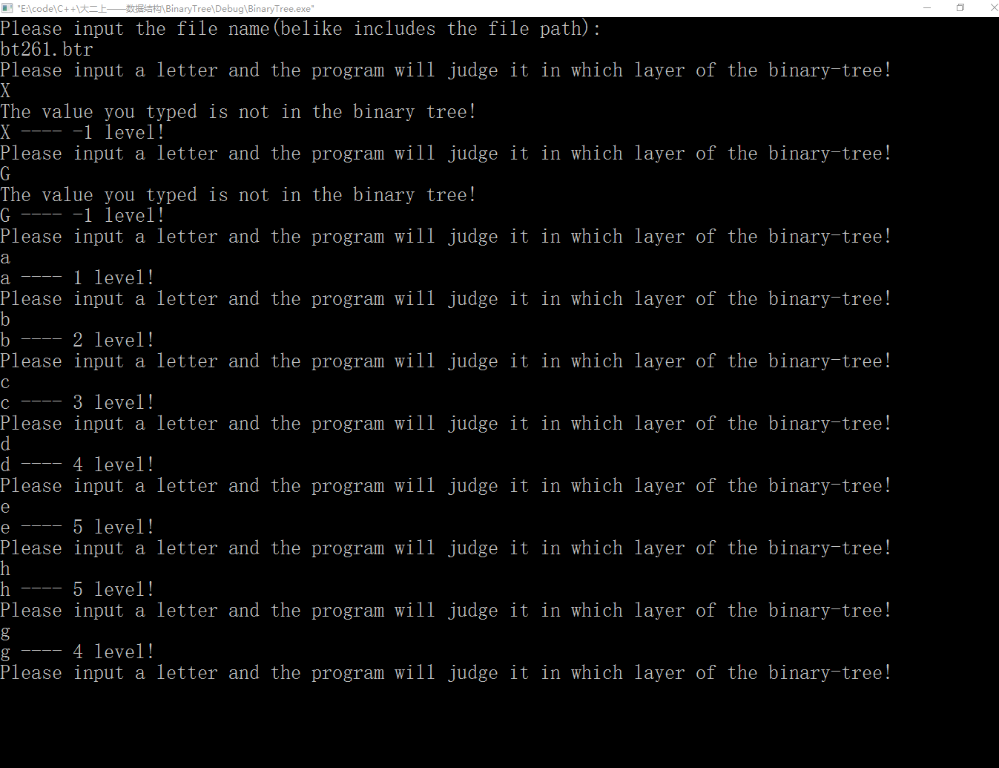 "E:\code\C++\大二上——数据结构\BinaryTree\Debug\BinaryTree.exe"
Please input the file name(belike includes the file path):
bt261.btr
Please input a letter and the program will judge it in which layer of the binary-tree!
X
The value you typed is not in the binary tree!
X ---- -1 level!
Please input a letter and the program will judge it in which layer of the binary-tree!
G
The value you typed is not in the binary tree!
G ---- -1 level!
Please input a letter and the program will judge it in which layer of the binary-tree!
a
a ---- 1 level!
Please input a letter and the program will judge it in which layer of the binary-tree!
b
b ---- 2 level!
Please input a letter and the program will judge it in which layer of the binary-tree!
c
c ---- 3 level!
Please input a letter and the program will judge it in which layer of the binary-tree!
d
d ---- 4 level!
Please input a letter and the program will judge it in which layer of the binary-tree!
e
e ---- 5 level!
Please input a letter and the program will judge it in which layer of the binary-tree!
h
h ---- 5 level!
Please input a letter and the program will judge it in which layer of the binary-tree!
g
g ---- 4 level!
Please input a letter and the program will judge it in which layer of the binary-tree!